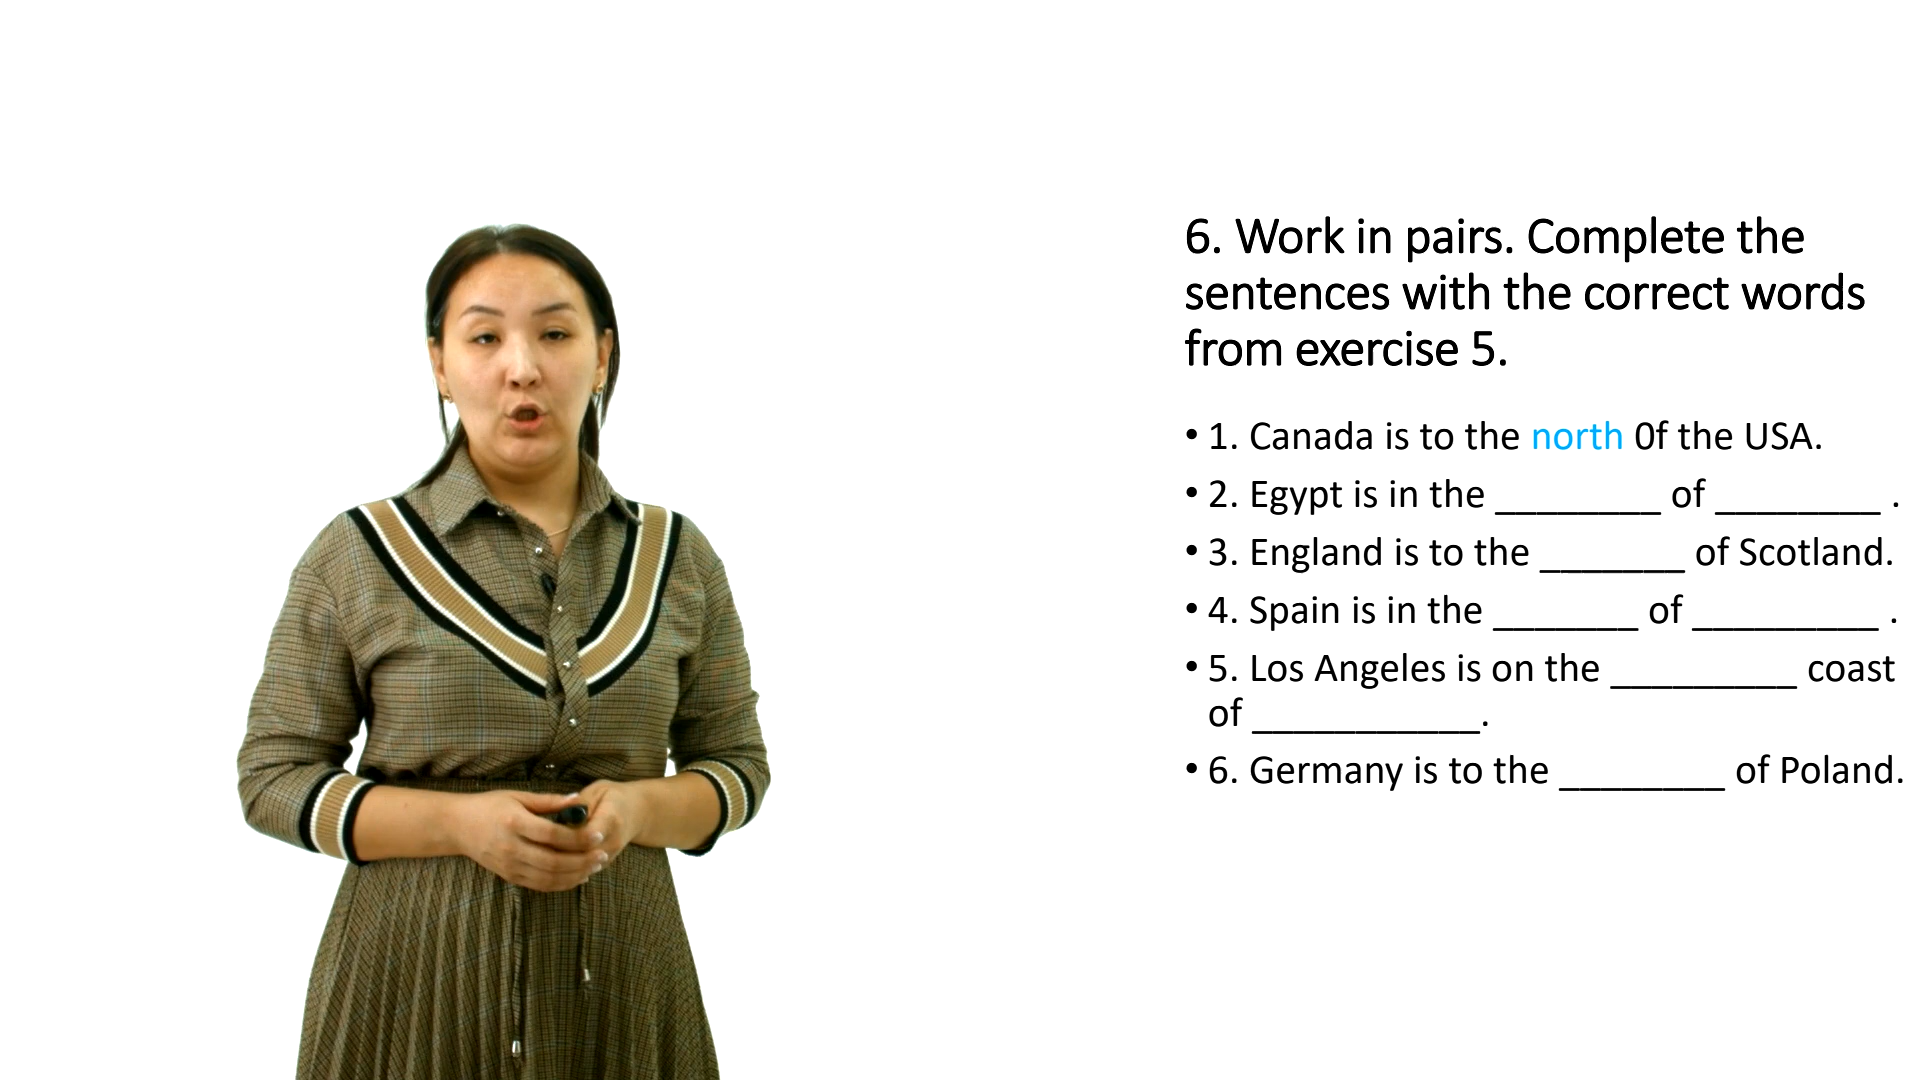 6. Work in pairs. Complete the
sentences with the correct words
from exercise 5.
• 1. Canada is to the north 0f the USA.
• 2. Egypt is in the ________ of ________ .
• 3. England is to the _______ of Scotland.
• 4. Spain is in the _______ of _________ .
• 5. Los Angeles is on the _________ coast
of ___________.
• 6. Germany is to the ________ of Poland.